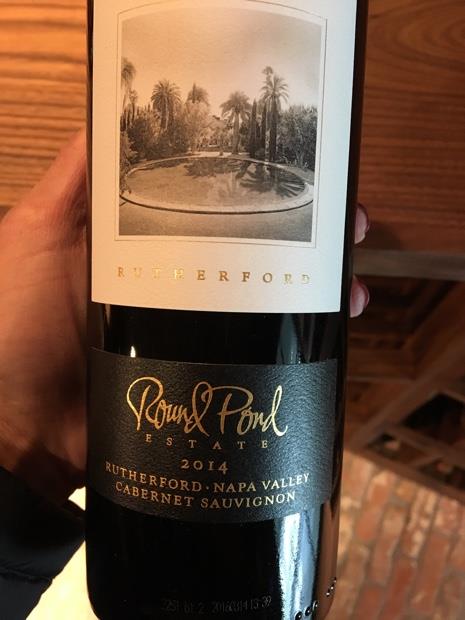 RUTHERFORD
Round Pond
ESTATE
2014
RUTHERFORD · NAPA VALLEY
CABERNET SAUVIGNON